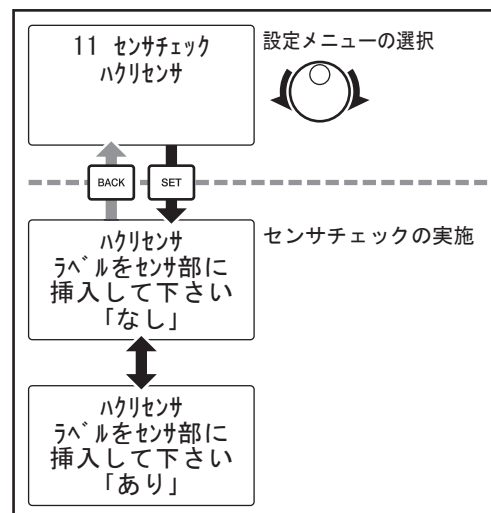 11 ｾﾝｻﾁｪｯｸ
ﾊｸﾘｾﾝｻ
設定メニューの選択
BACK
SET
ﾊｸﾘｾﾝｻ
ﾗﾍﾞﾙをｾﾝｻ部に
挿入して下さい
「なし」
センサチェックの実施
ﾊｸﾘｾﾝｻ
ﾗﾍﾞﾙをｾﾝｻ部に
挿入して下さい
「あり」